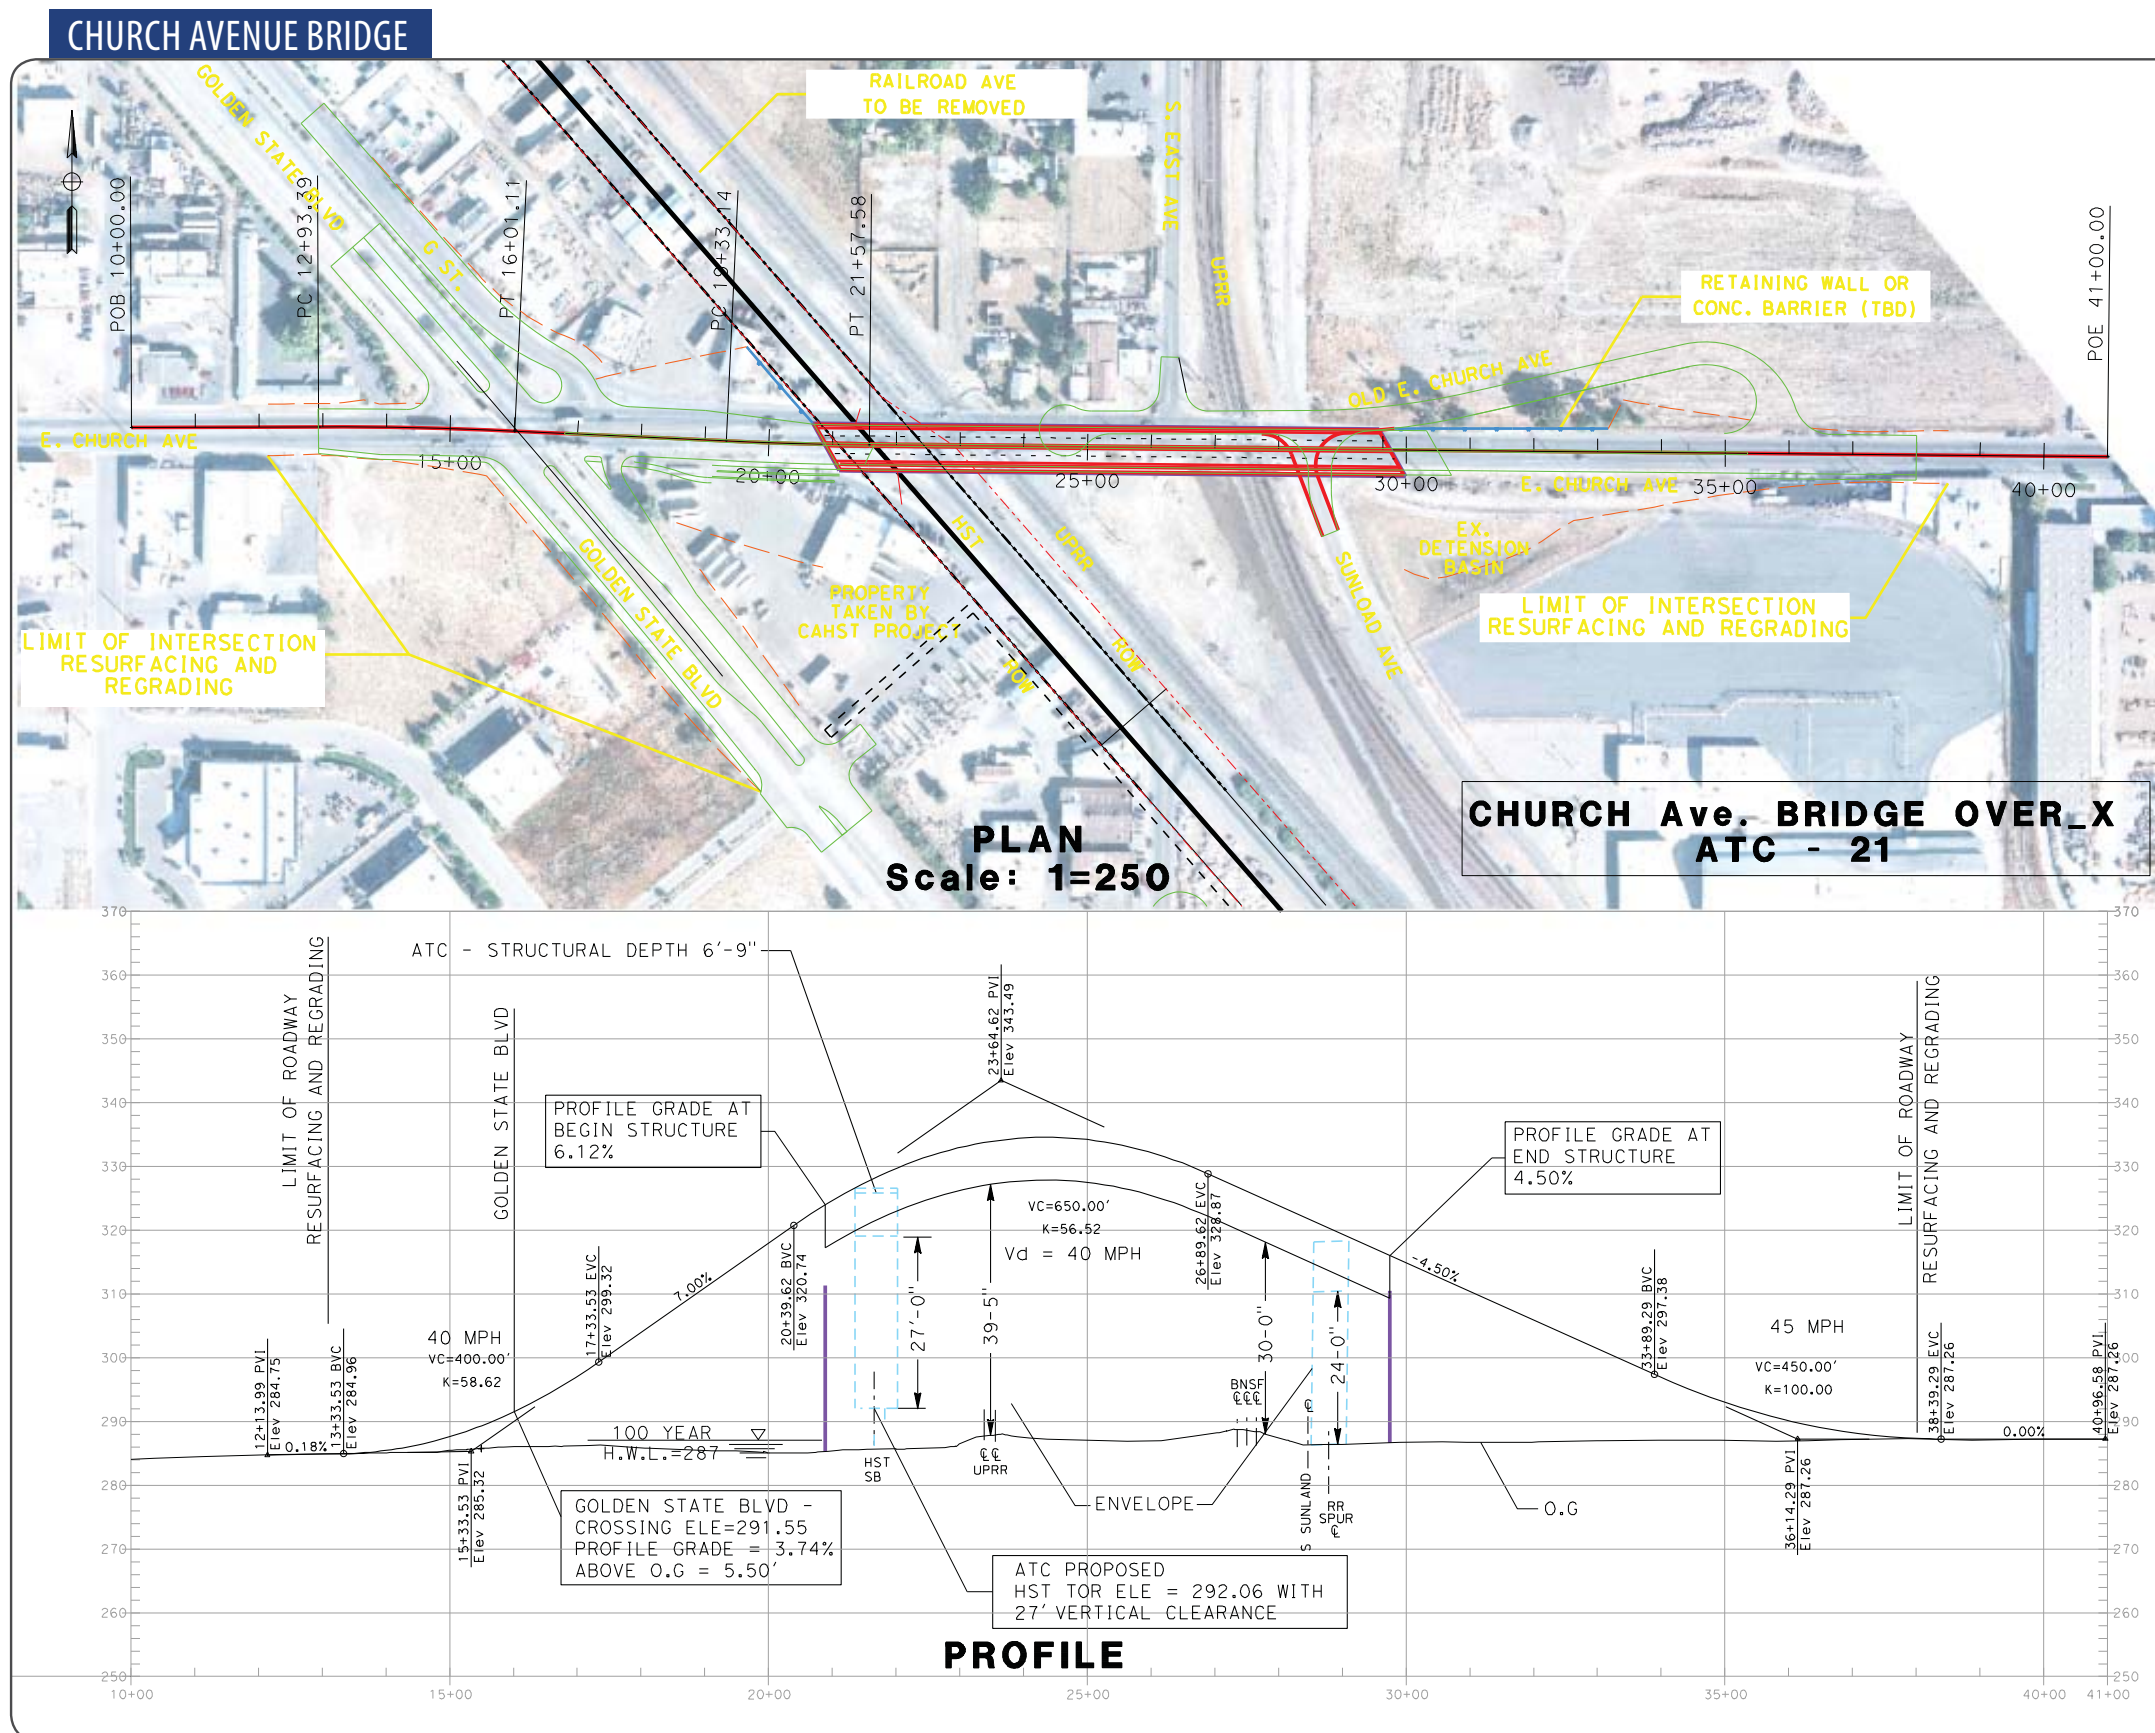 CHURCH AVENUE BRIDGE
GOLDEN STATE BLVD
G ST.
RAILROAD AVE
TO BE REMOVED
S. EAST AVE
UPRR
POB 10+00.00
PC 12+93.39
PT 16+01.11
PC 19+33.14
PT 21+57.58
POE 41+00.00
RETAINING WALL OR
CONC. BARRIER (TBD)
OLD E. CHURCH AVE
E. CHURCH AVE
15+00
20+00
25+00
30+00
E. CHURCH AVE
35+00
40+00
HST
UPRR
ROW
ROW
GOLDEN STATE BLVD
PROPERTY
TAKEN BY
CAHST PROJECT
SUNLOAD AVE
EX.
DETENSION
BASIN
LIMIT OF INTERSECTION
RESURFACING AND
REGRADING
LIMIT OF INTERSECTION
RESURFACING AND REGRADING
PLAN
Scale: 1=250
CHURCH Ave. BRIDGE OVER_X
ATC - 21
370
360
350
340
330
320
310
300
290
280
270
260
250
LIMIT OF ROADWAY
RESURFACING AND REGRADING
GOLDEN STATE BLVD
ATC - STRUCTURAL DEPTH 6'-9"
PROFILE GRADE AT
BEGIN STRUCTURE
6.12%
23+64.62 PVI
Elev 343.49
VC=650.00'
K=56.52
Vd = 40 MPH
PROFILE GRADE AT
END STRUCTURE
4.50%
LIMIT OF ROADWAY
RESURFACING AND REGRADING
12+13.99 PVI
Elev 284.75
0.18%
13+33.53 BVC
Elev 284.96
40 MPH
VC=400.00'
K=58.62
15+33.53 PVI
Elev 285.32
17+33.53 EVC
Elev 299.32
7.00%
20+39.62 BVC
Elev 320.74
100 YEAR
H.W.L.=287
27'-0"
39-5"
26+89.62 EVC
Elev 328.87
30-0"
24-0"
-4.50%
BNSF
℄℄℄
℄
HST
SB
℄ ℄
UPRR
ENVELOPE
S SUNLAND
RR
SPUR
℄
O.G
33+89.29 BVC
Elev 297.38
45 MPH
VC=450.00'
K=100.00
36+14.29 PVI
Elev 287.26
38+39.29 EVC
Elev 287.26
0.00%
40+96.58 PVI
Elev 287.26
GOLDEN STATE BLVD -
CROSSING ELE=291.55
PROFILE GRADE = 3.74%
ABOVE O.G = 5.50'
ATC PROPOSED
HST TOR ELE = 292.06 WITH
27' VERTICAL CLEARANCE
PROFILE
370
360
350
340
330
320
310
300
290
280
270
260
250
10+00
15+00
20+00
25+00
30+00
35+00
40+00
41+00